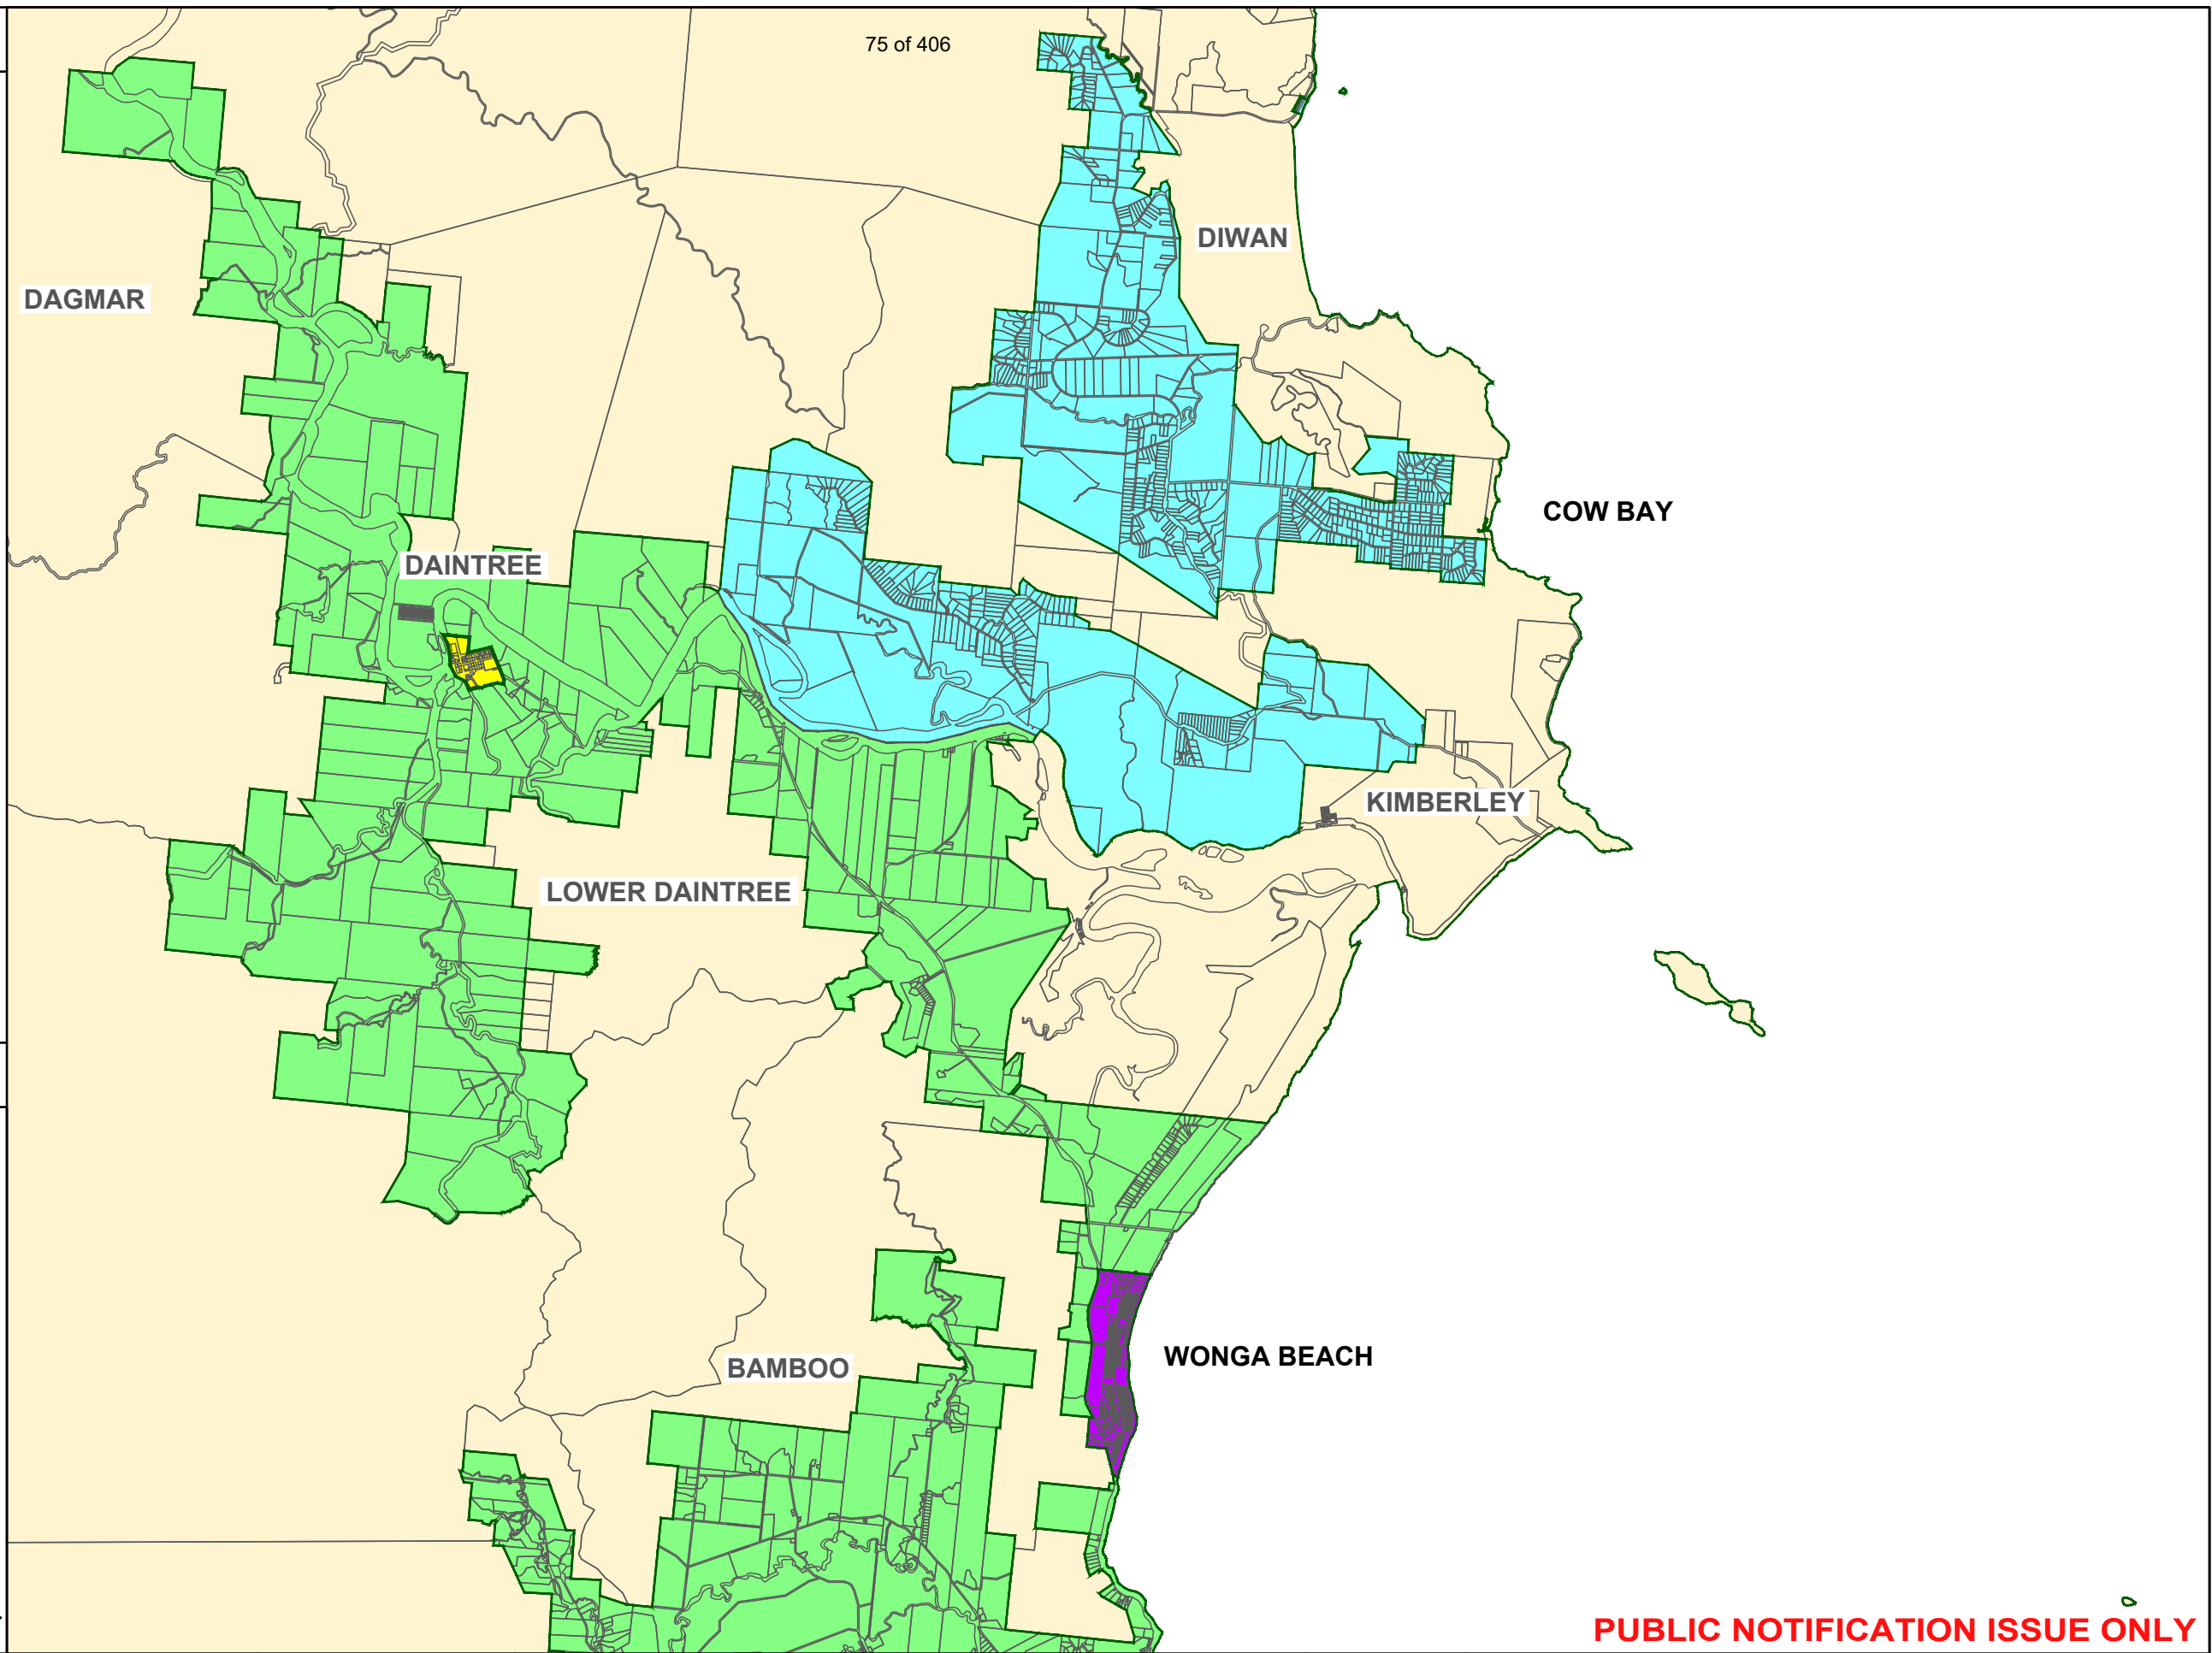 75 of 406
DIWAN
DAGMAR
COW BAY
DAINTREE
KIMBERLEY
LOWER DAINTREE
WONGA BEACH
BAMBOO
PUBLIC NOTIFICATION ISSUE ONLY